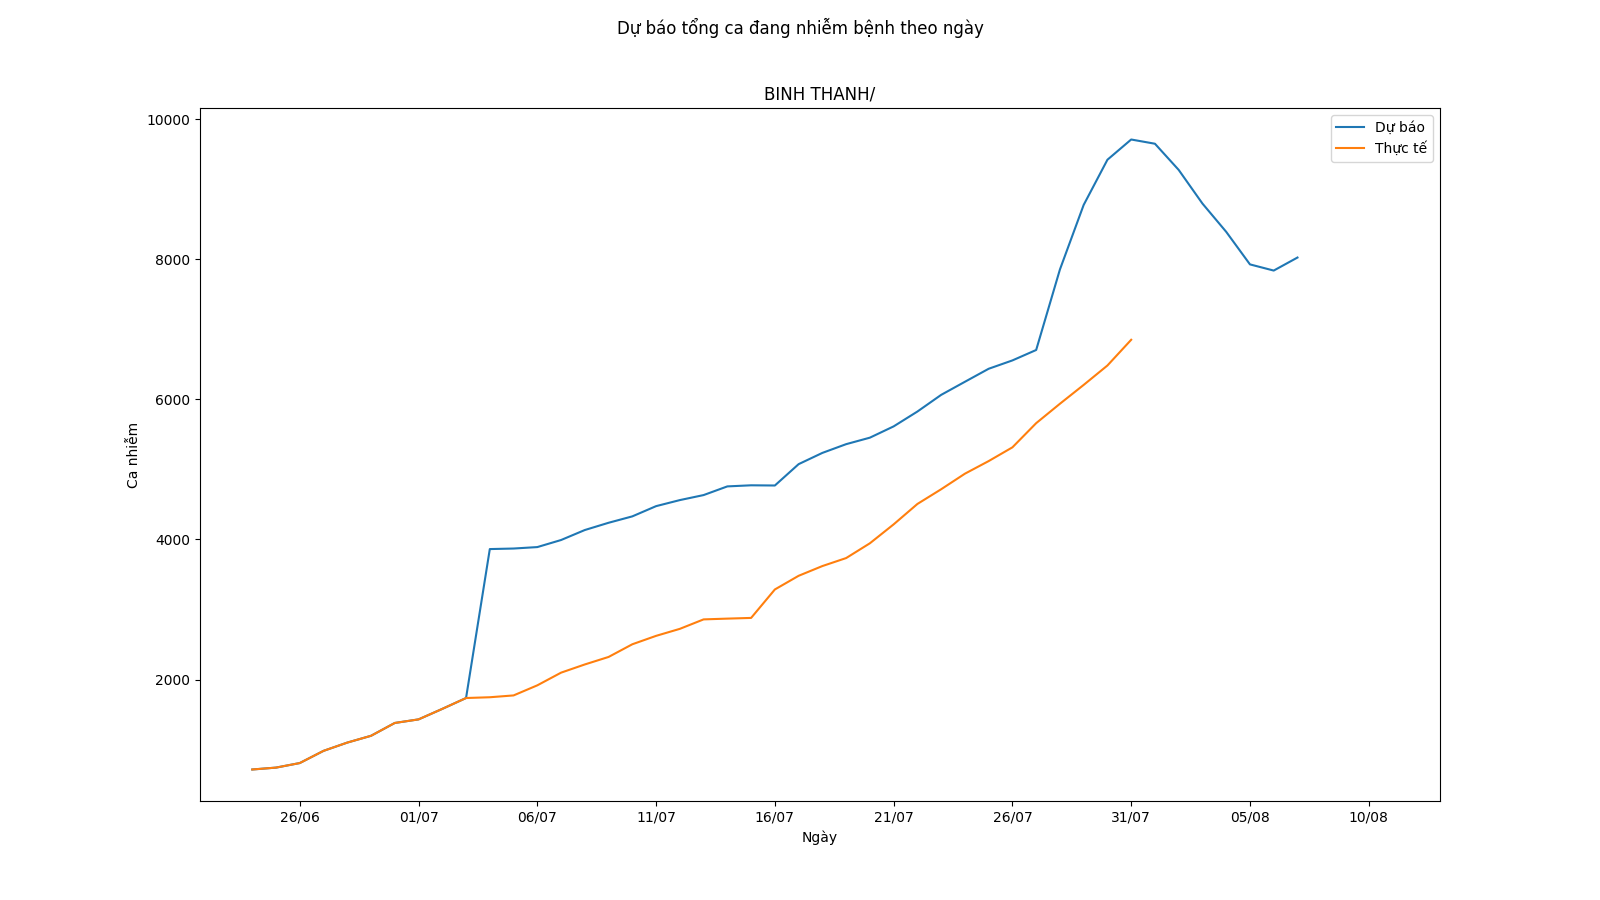 Dự báo tổng ca đang nhiễm bệnh theo ngày
BINH THANH/
Dự báo
Thực tế
10000
8000
6000
4000
2000
Ca nhiễm
26/06
01/07
06/07
11/07
16/07
21/07
26/07
31/07
05/08
10/08
Ngày